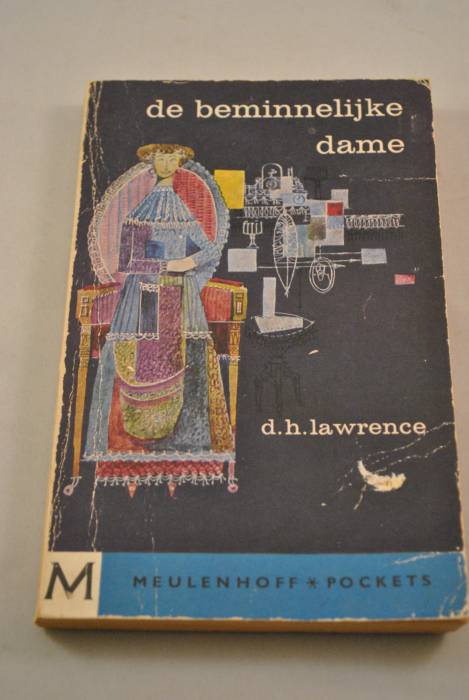 de beminnelijke
dame
d.h.lawrence
M MEULENHOFF * POCKETS